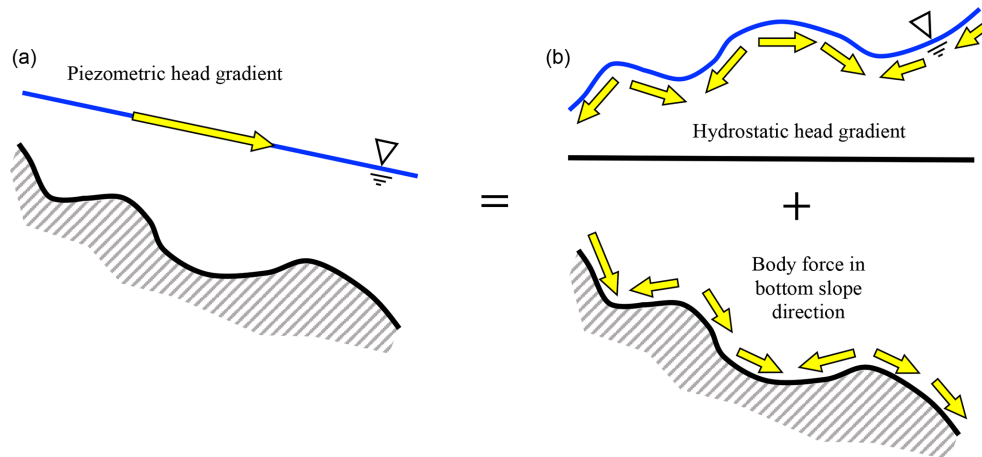 (a)
Piezometric head gradient
=
(b)
Hydrostatic head gradient
+
Body force in
bottom slope
direction